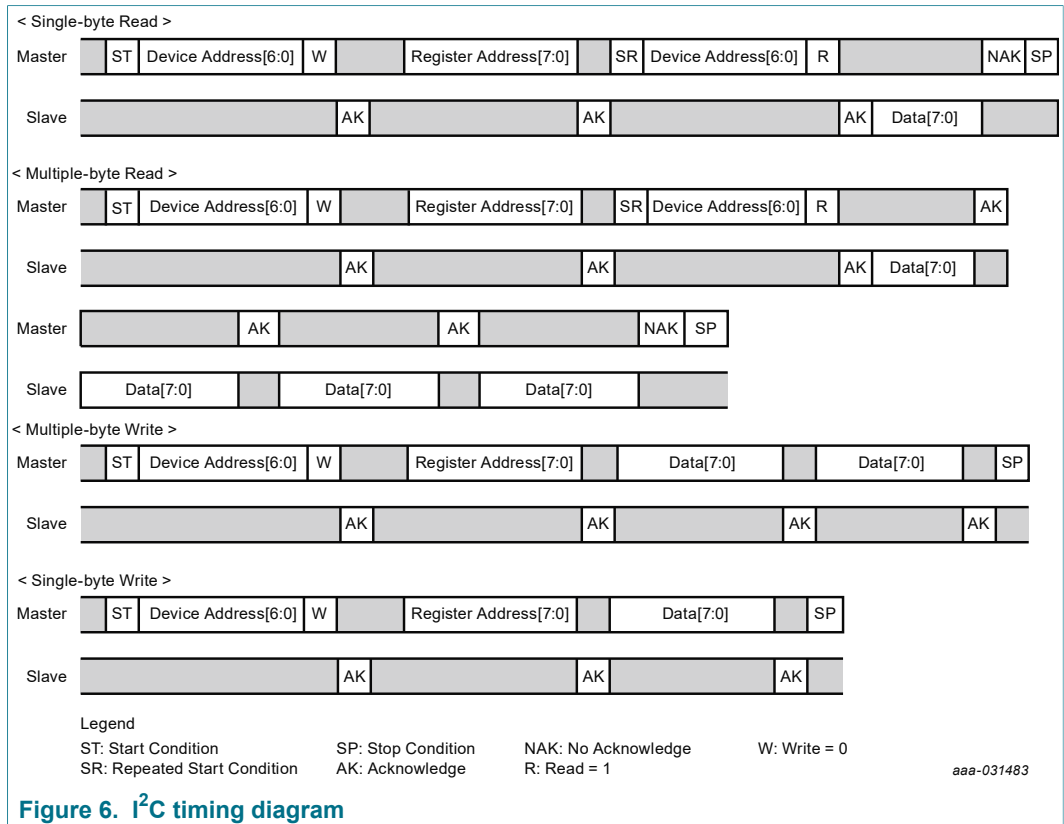 < Single-byte Read >
Master ST Device Address[6:0] W Register Address[7:0] SR Device Address[6:0] R NAK SP
Slave AK AK AK Data[7:0]
< Multiple-byte Read >
Master ST Device Address[6:0] W Register Address[7:0] SR Device Address[6:0] R AK
Slave AK AK AK Data[7:0]
Master AK AK NAK SP
Slave Data[7:0] Data[7:0] Data[7:0]
< Multiple-byte Write >
Master ST Device Address[6:0] W Register Address[7:0] Data[7:0] Data[7:0] SP
Slave AK AK AK AK
< Single-byte Write >
Master ST Device Address[6:0] W Register Address[7:0] Data[7:0] SP
Slave AK AK AK
Legend
ST: Start Condition SP: Stop Condition NAK: No Acknowledge W: Write = 0
SR: Repeated Start Condition AK: Acknowledge R: Read = 1 aaa-031483
Figure 6. I²C timing diagram